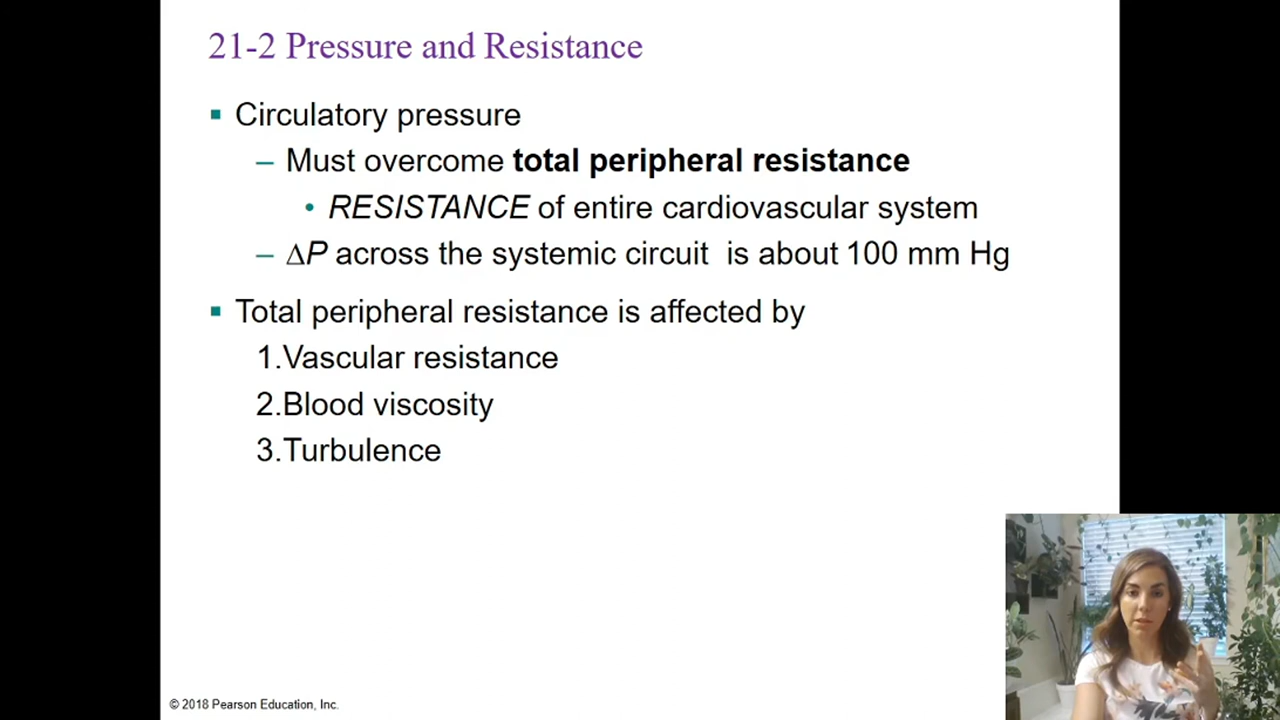 21-2 Pressure and Resistance
▪ Circulatory pressure
– Must overcome total peripheral resistance
• RESISTANCE of entire cardiovascular system
– ΔP across the systemic circuit is about 100 mm Hg
▪ Total peripheral resistance is affected by
1.Vascular resistance
2.Blood viscosity
3.Turbulence
© 2018 Pearson Education, Inc.